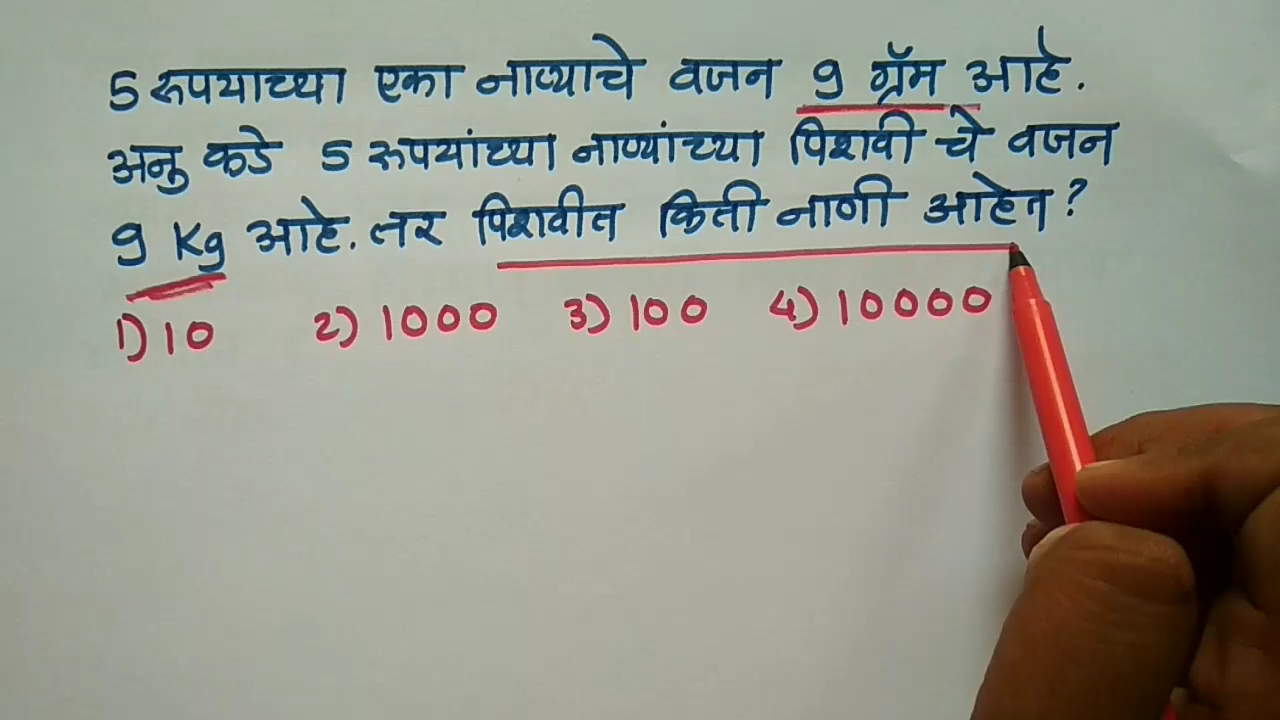 5 रुपयाच्या एका नाण्याचे वजन 9 ग्रॅम आहे.
अनु कडे 5 रुपयांच्या नाण्यांच्या पिशवी चे वजन
9 Kg आहे. तर पिशवीत किती नाणी आहेत?
1) 10 2) 1000 3) 100 4) 10000